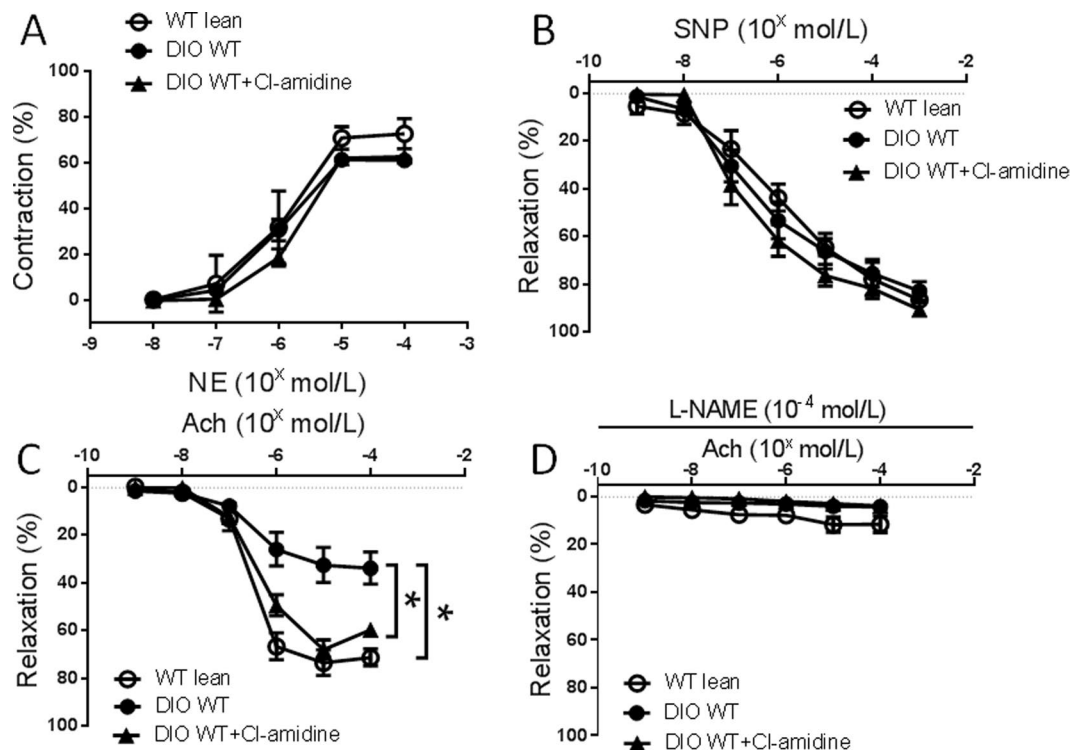 A
WT lean
DIO WT
DIO WT+Cl-amidine
100
80
60
40
20
0
Contraction (%)
-9 -8 -7 -6 -5 -4 -3
NE (10^X mol/L)
B
SNP (10^X mol/L)
-10 -8 -6 -4 -2
0
20
40
60
80
100
Relaxation (%)
WT lean
DIO WT
DIO WT+Cl-amidine
C
Ach (10^X mol/L)
-10 -8 -6 -4 -2
0
20
40
60
80
100
Relaxation (%)
* *
WT lean
DIO WT
DIO WT+Cl-amidine
D
L-NAME (10^-4 mol/L)
Ach (10^x mol/L)
-10 -8 -6 -4 -2
0
20
40
60
80
100
Relaxation (%)
WT lean
DIO WT
DIO WT+Cl-amidine